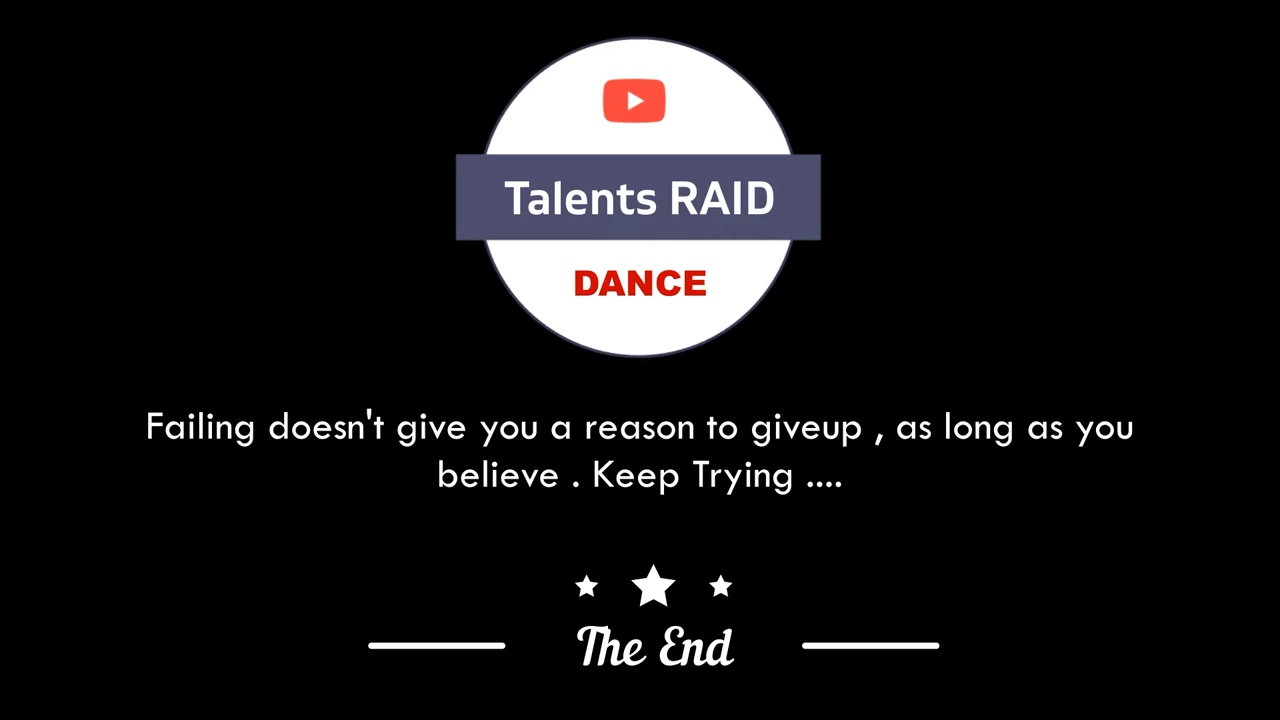 Talents RAID
DANCE
Failing doesn't give you a reason to giveup , as long as you
believe . Keep Trying ....
The End